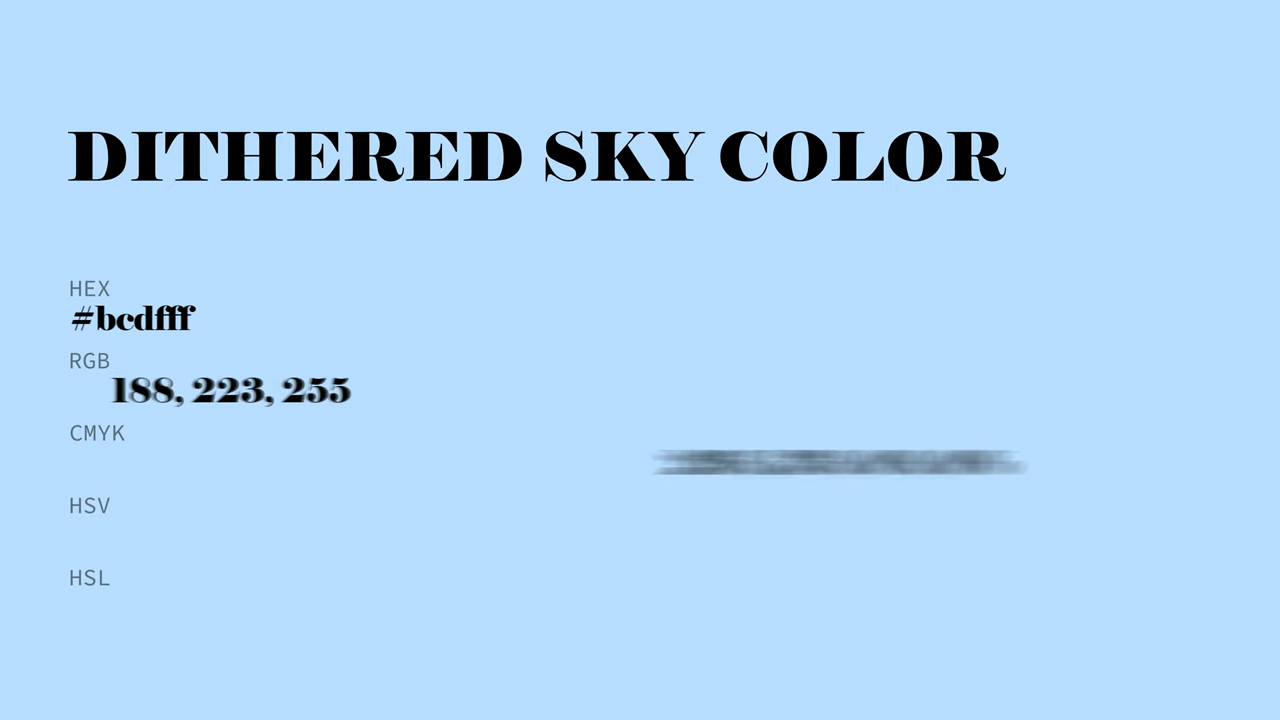 DITHERED SKY COLOR
HEX
#bcdfff
RGB
188, 223, 255
CMYK
HSV
HSL